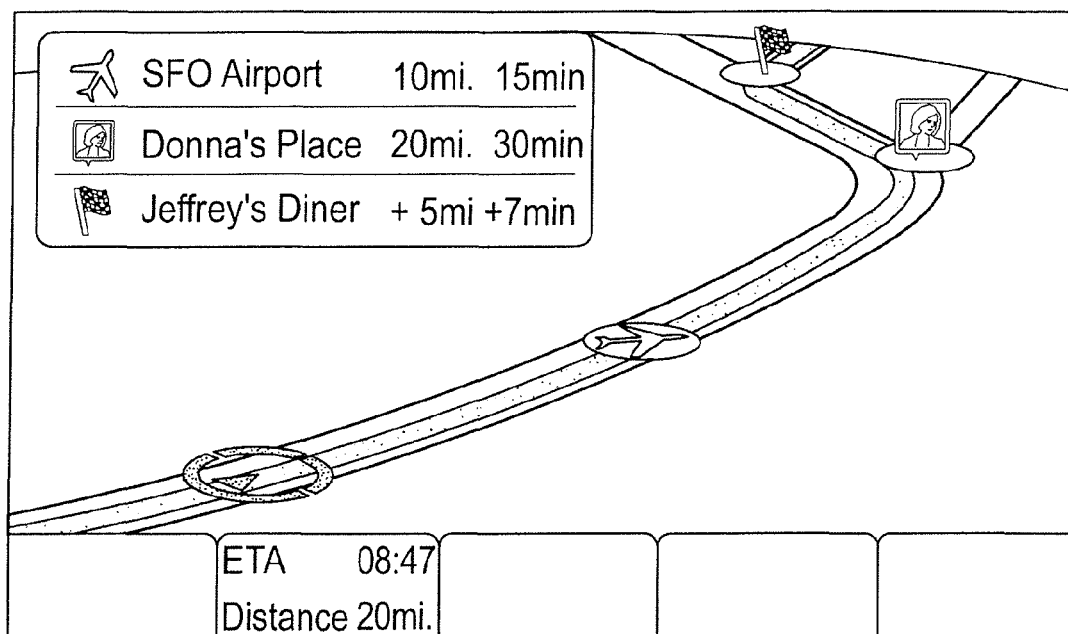 SFO Airport 10mi. 15min
Donna's Place 20mi. 30min
Jeffrey's Diner + 5mi +7min
ETA 08:47
Distance 20mi.